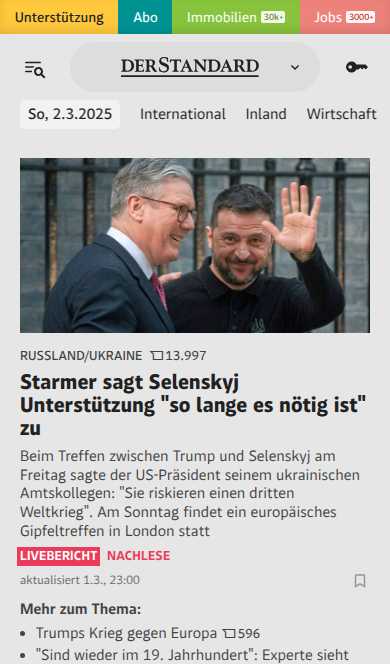 Unterstützung Abo Immobilien 30k+ Jobs 3000+
DERSTANDARD
So, 2.3.2025 International Inland Wirtschaft
RUSSLAND/UKRAINE 13.997
Starmer sagt Selenskyj
Unterstützung "so lange es nötig ist"
zu
Beim Treffen zwischen Trump und Selenskyj am
Freitag sagte der US-Präsident seinem ukrainischen
Amtskollegen: "Sie riskieren einen dritten
Weltkrieg". Am Sonntag findet ein europäisches
Gipfeltreffen in London statt
LIVEBERICHT NACHLESE
aktualisiert 1.3., 23:00
Mehr zum Thema:
• Trumps Krieg gegen Europa 596
• "Sind wieder im 19. Jahrhundert": Experte sieht